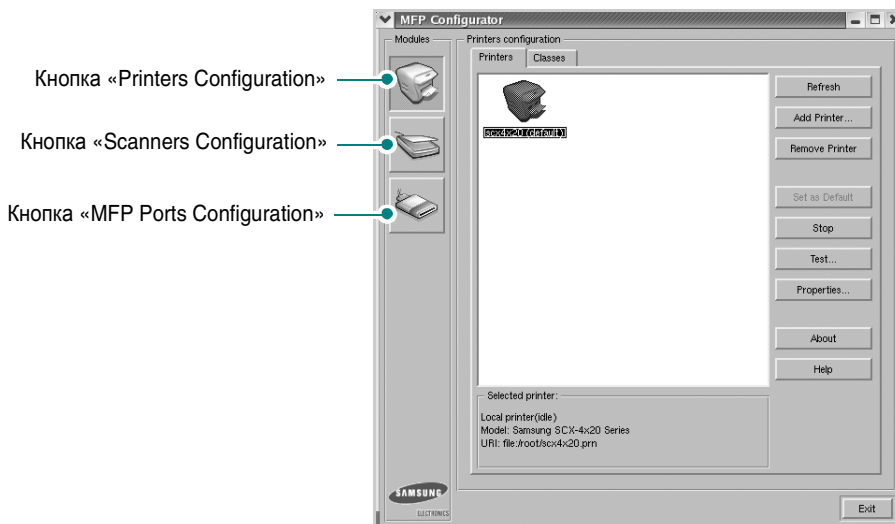 MFP Configurator
Modules
Printers configuration
Printers
Classes
Кнопка «Printers Configuration»
Кнопка «Scanners Configuration»
Кнопка «MFP Ports Configuration»
scx4x20 (default)
Refresh
Add Printer...
Remove Printer
Set as Default
Stop
Test...
Properties...
About
Help
Selected printer:
Local printer(idle)
Model: Samsung SCX-4x20 Series
URI: file:/root/scx4x20.prn
SAMSUNG
ELECTRONICS
Exit